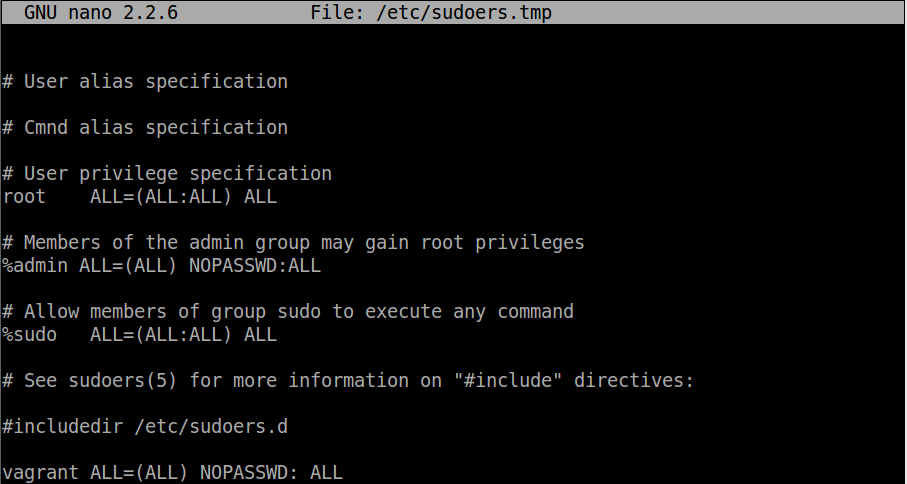 GNU nano 2.2.6 File: /etc/sudoers.tmp
# User alias specification
# Cmnd alias specification
# User privilege specification
root ALL=(ALL:ALL) ALL
# Members of the admin group may gain root privileges
%admin ALL=(ALL) NOPASSWD:ALL
# Allow members of group sudo to execute any command
%sudo ALL=(ALL:ALL) ALL
# See sudoers(5) for more information on "#include" directives:
#includedir /etc/sudoers.d
vagrant ALL=(ALL) NOPASSWD: ALL